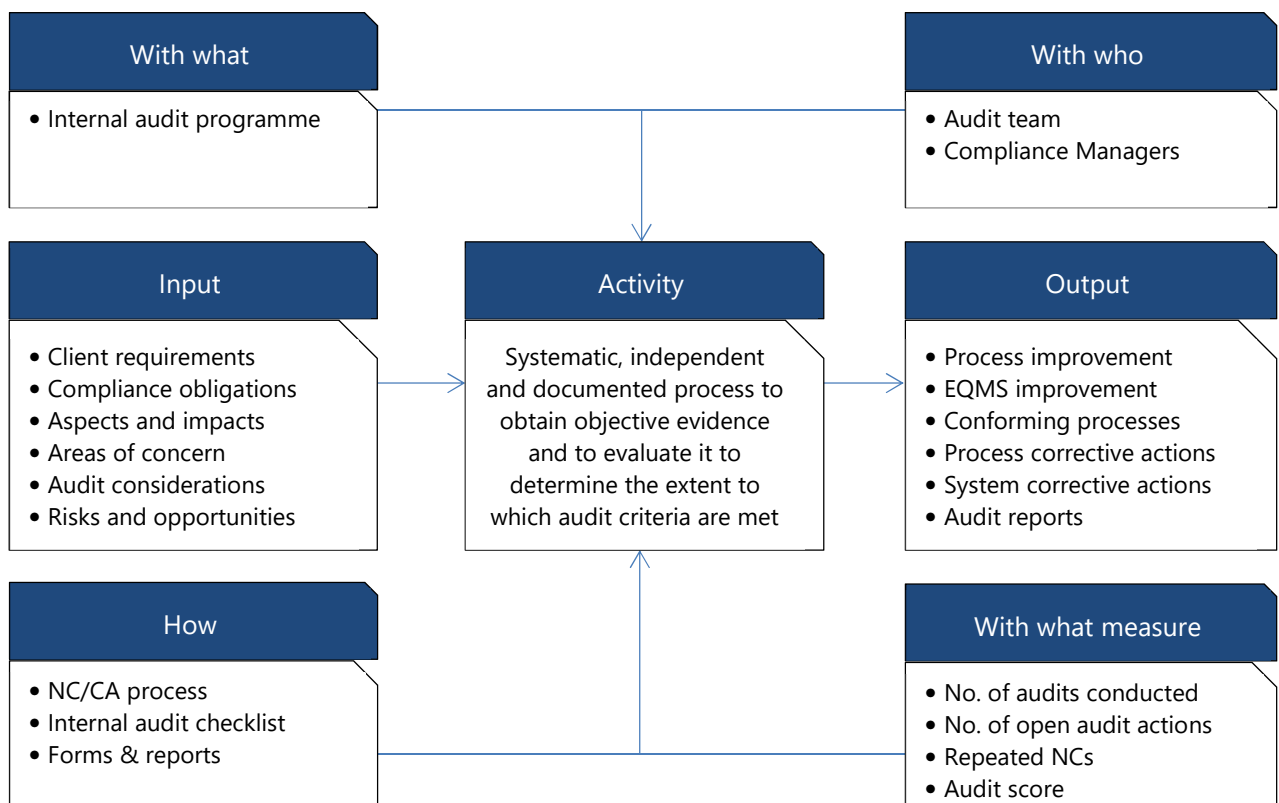 With what
• Internal audit programme
With who
• Audit team
• Compliance Managers
Input
• Client requirements
• Compliance obligations
• Aspects and impacts
• Areas of concern
• Audit considerations
• Risks and opportunities
Activity
Systematic, independent
and documented process to
obtain objective evidence
and to evaluate it to
determine the extent to
which audit criteria are met
Output
• Process improvement
• EQMS improvement
• Conforming processes
• Process corrective actions
• System corrective actions
• Audit reports
How
• NC/CA process
• Internal audit checklist
• Forms & reports
With what measure
• No. of audits conducted
• No. of open audit actions
• Repeated NCs
• Audit score